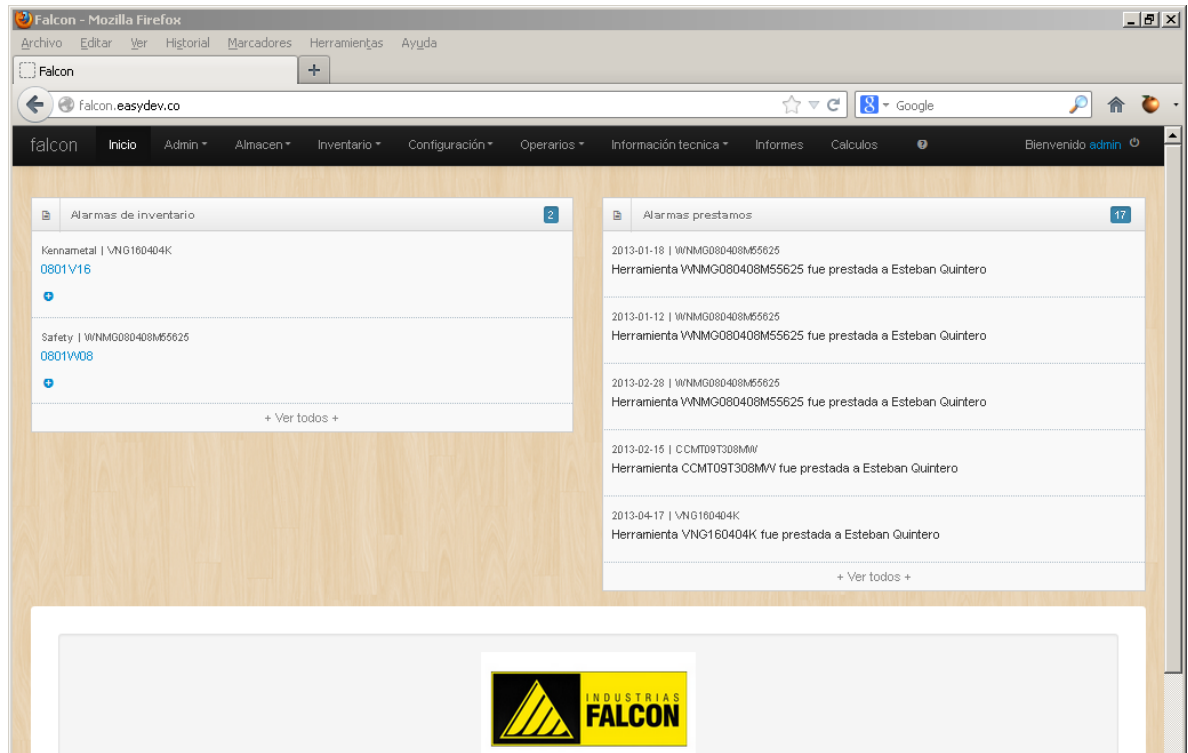 Falcon - Mozilla Firefox
Archivo Editar Ver Historial Marcadores Herramientas Ayuda
Falcon +
falcon.easydev.co Google
falcon Inicio Admin Almacen Inventario Configuración Operarios Información tecnica Informes Calculos Bienvenido admin
Alarmas de inventario 2
Kennametal | VNG160404K
0801V16
Safety | WNMG080408M55625
0801W08
+ Ver todos +
Alarmas prestamos 17
2013-01-18 | WNMG080408M55625
Herramienta WNMG080408M55625 fue prestada a Esteban Quintero
2013-01-12 | WNMG080408M55625
Herramienta WNMG080408M55625 fue prestada a Esteban Quintero
2013-02-28 | WNMG080408M55625
Herramienta WNMG080408M55625 fue prestada a Esteban Quintero
2013-02-15 | CCMT09T308MW
Herramienta CCMT09T308MW fue prestada a Esteban Quintero
2013-04-17 | VNG160404K
Herramienta VNG160404K fue prestada a Esteban Quintero
+ Ver todos +
INDUSTRIAS
FALCON